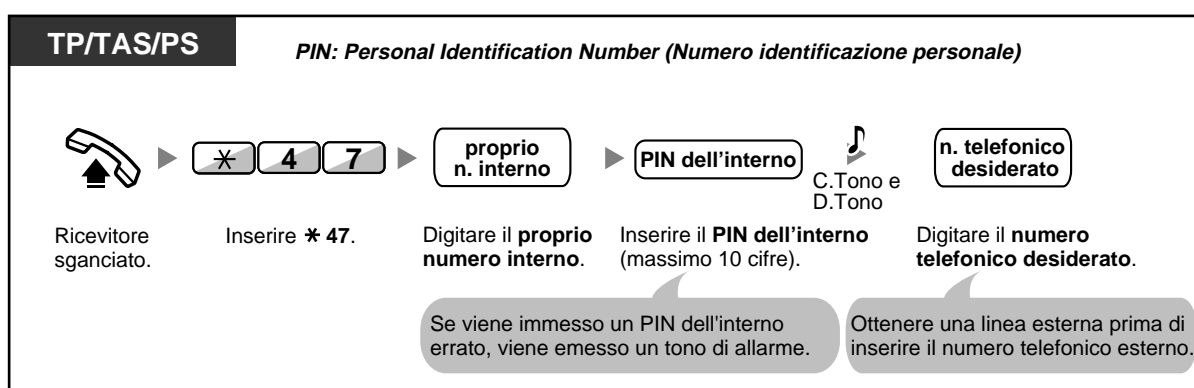 TP/TAS/PS
PIN: Personal Identification Number (Numero identificazione personale)
* 4 7
proprio
n. interno
PIN dell’interno
C.Tono e
D.Tono
n. telefonico
desiderato
Ricevitore
sganciato.
Inserire * 47.
Digitare il proprio
numero interno.
Inserire il PIN dell’interno
(massimo 10 cifre).
Digitare il numero
telefonico desiderato.
Se viene immesso un PIN dell'interno
errato, viene emesso un tono di allarme.
Ottenere una linea esterna prima di
inserire il numero telefonico esterno.